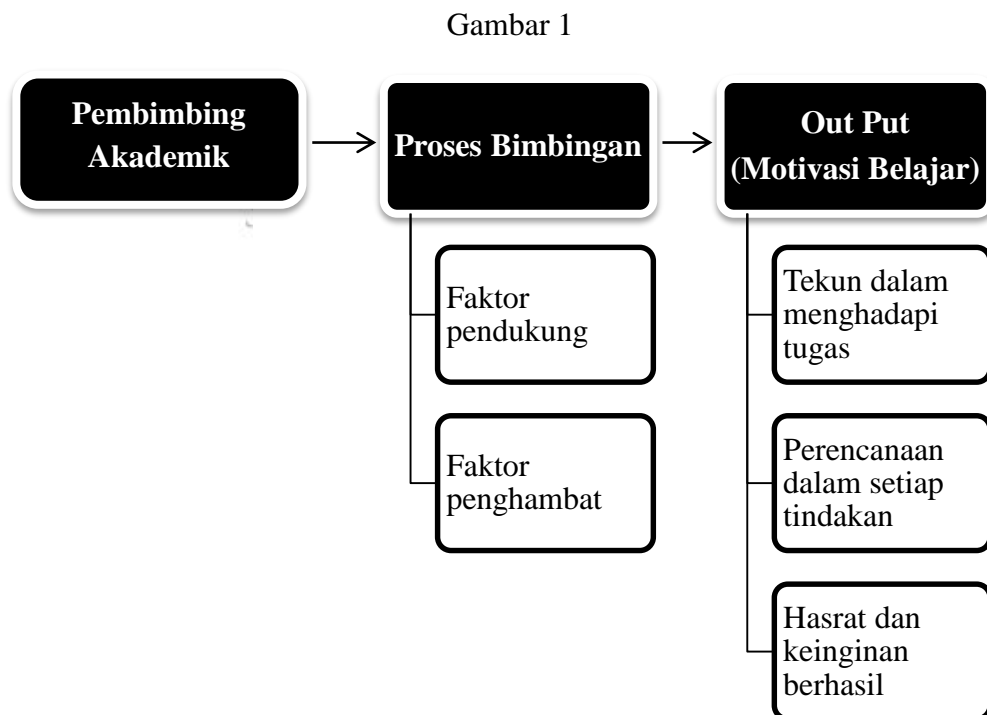 Gambar 1
Pembimbing
Akademik
Proses Bimbingan
Out Put
(Motivasi Belajar)
Faktor
pendukung
Faktor
penghambat
Tekun dalam
menghadapi
tugas
Perencanaan
dalam setiap
tindakan
Hasrat dan
keinginan
berhasil